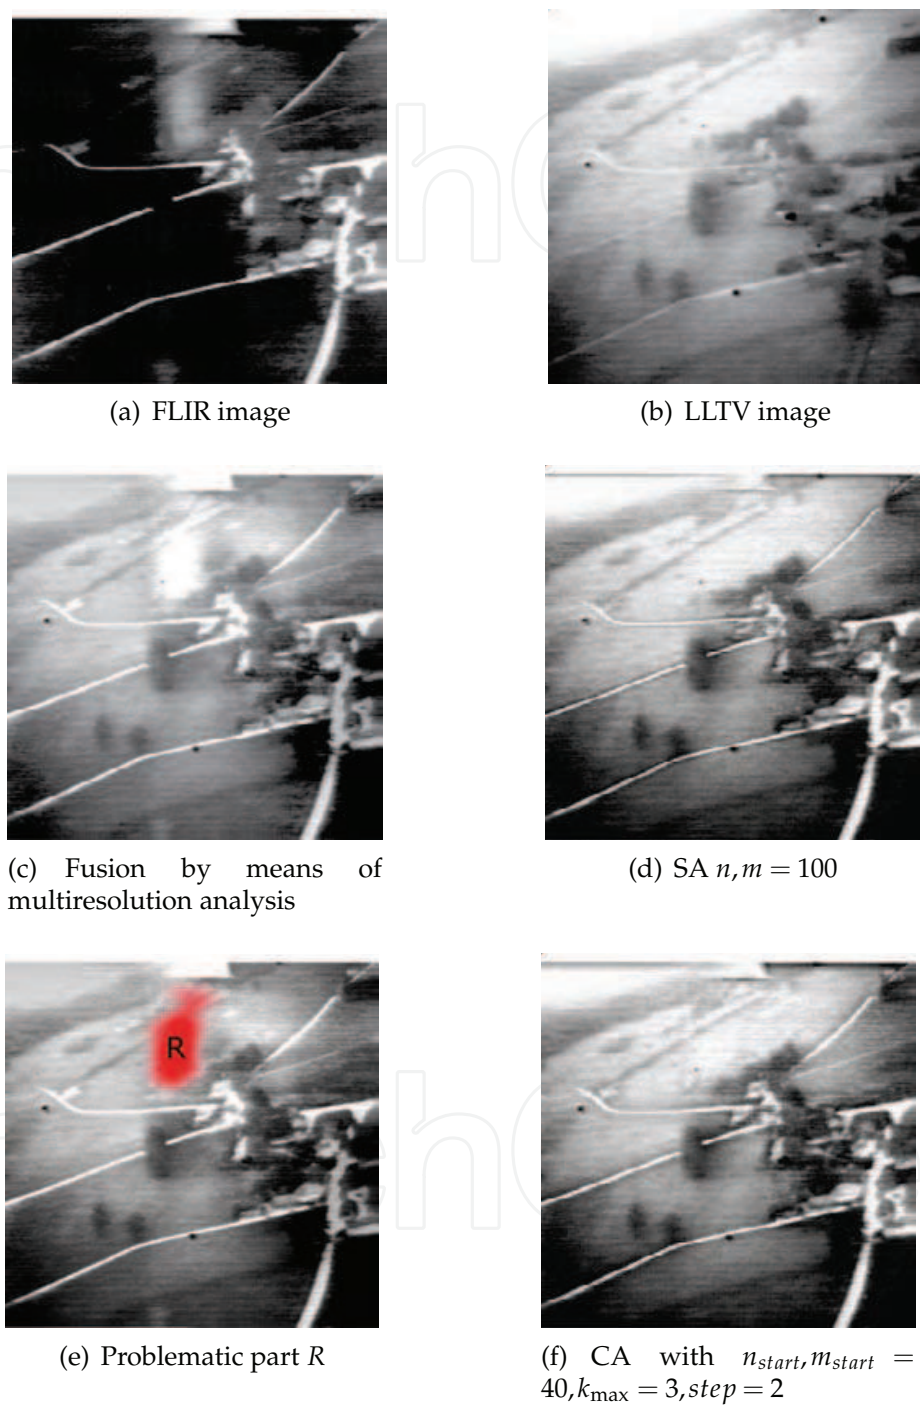 (a) FLIR image
(b) LLTV image
(c) Fusion by means of
multiresolution analysis
(d) SA n, m = 100
R
(e) Problematic part R
(f) CA with n_start, m_start =
40, k_max = 3, step = 2